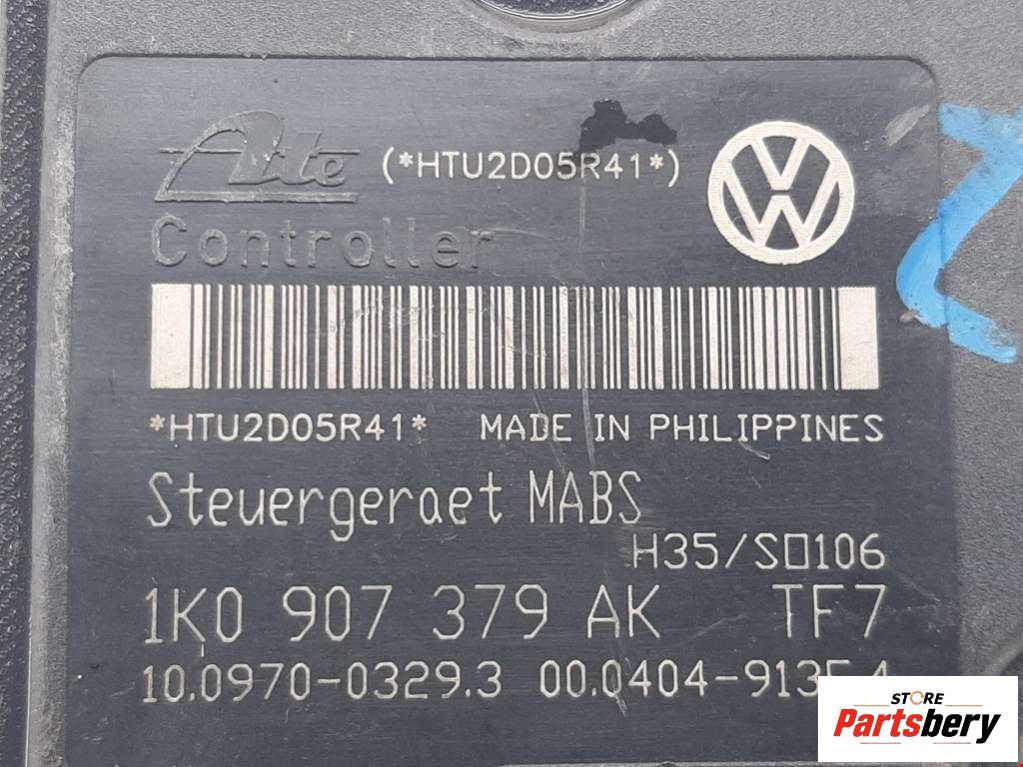 Ate (*HTU2D05R41*)
Controller
*HTU2D05R41* MADE IN PHILIPPINES
Steuergeraet MABS
H35/S□106
1K0 907 379 AK TF7
10.0970-0329.3
STORE
Partsbery